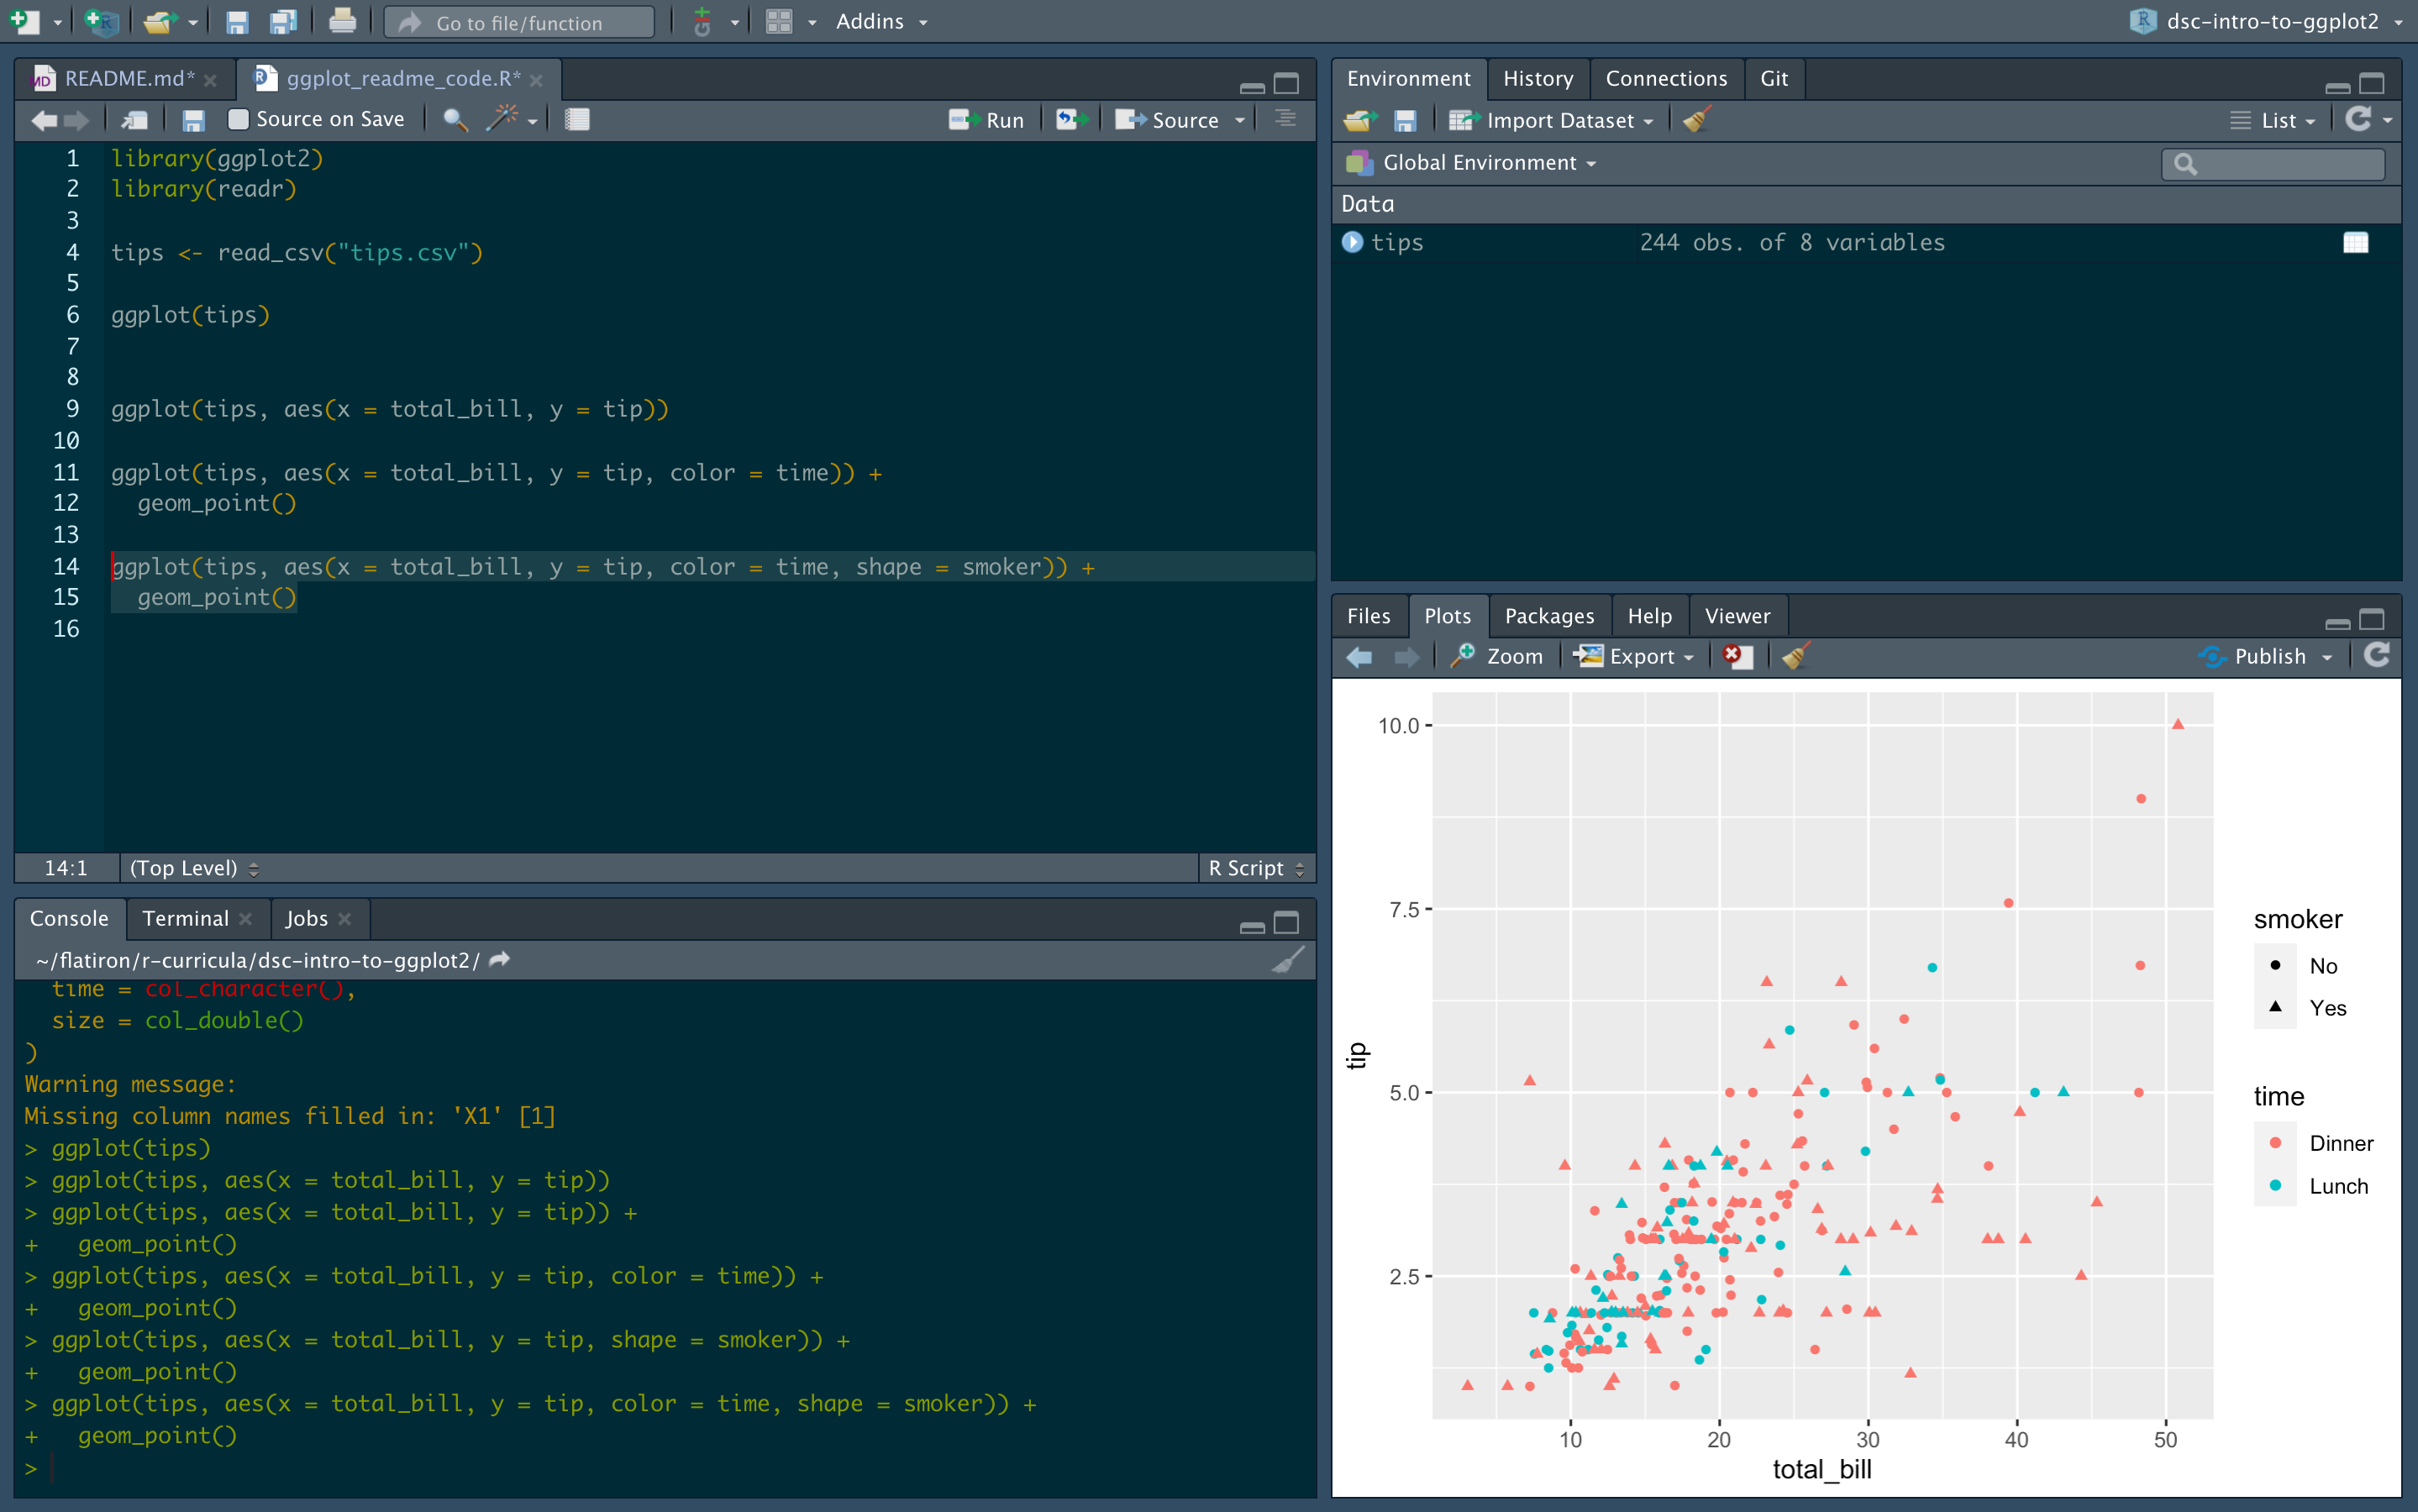 Go to file/function
Addins
dsc-intro-to-ggplot2
README.md*
ggplot_readme_code.R*
Source on Save
Run
Source
1 library(ggplot2)
2 library(readr)
3
4 tips <- read_csv("tips.csv")
5
6 ggplot(tips)
7
8
9 ggplot(tips, aes(x = total_bill, y = tip))
10
11 ggplot(tips, aes(x = total_bill, y = tip, color = time)) +
12   geom_point()
13
14 ggplot(tips, aes(x = total_bill, y = tip, color = time, shape = smoker)) +
15   geom_point()
16
14:1 (Top Level) R Script
Console Terminal Jobs
~/flatiron/r-curricula/dsc-intro-to-ggplot2/
  time = col_character(),
  size = col_double()
)
Warning message:
Missing column names filled in: 'X1' [1]
> ggplot(tips)
> ggplot(tips, aes(x = total_bill, y = tip))
> ggplot(tips, aes(x = total_bill, y = tip)) +
+   geom_point()
> ggplot(tips, aes(x = total_bill, y = tip, color = time)) +
+   geom_point()
> ggplot(tips, aes(x = total_bill, y = tip, shape = smoker)) +
+   geom_point()
> ggplot(tips, aes(x = total_bill, y = tip, color = time, shape = smoker)) +
+   geom_point()
>
Environment History Connections Git
Import Dataset List
Global Environment
Data
tips 244 obs. of 8 variables
Files Plots Packages Help Viewer
Zoom Export Publish
10.0
7.5
5.0
2.5
tip
10 20 30 40 50
total_bill
smoker
No
Yes
time
Dinner
Lunch